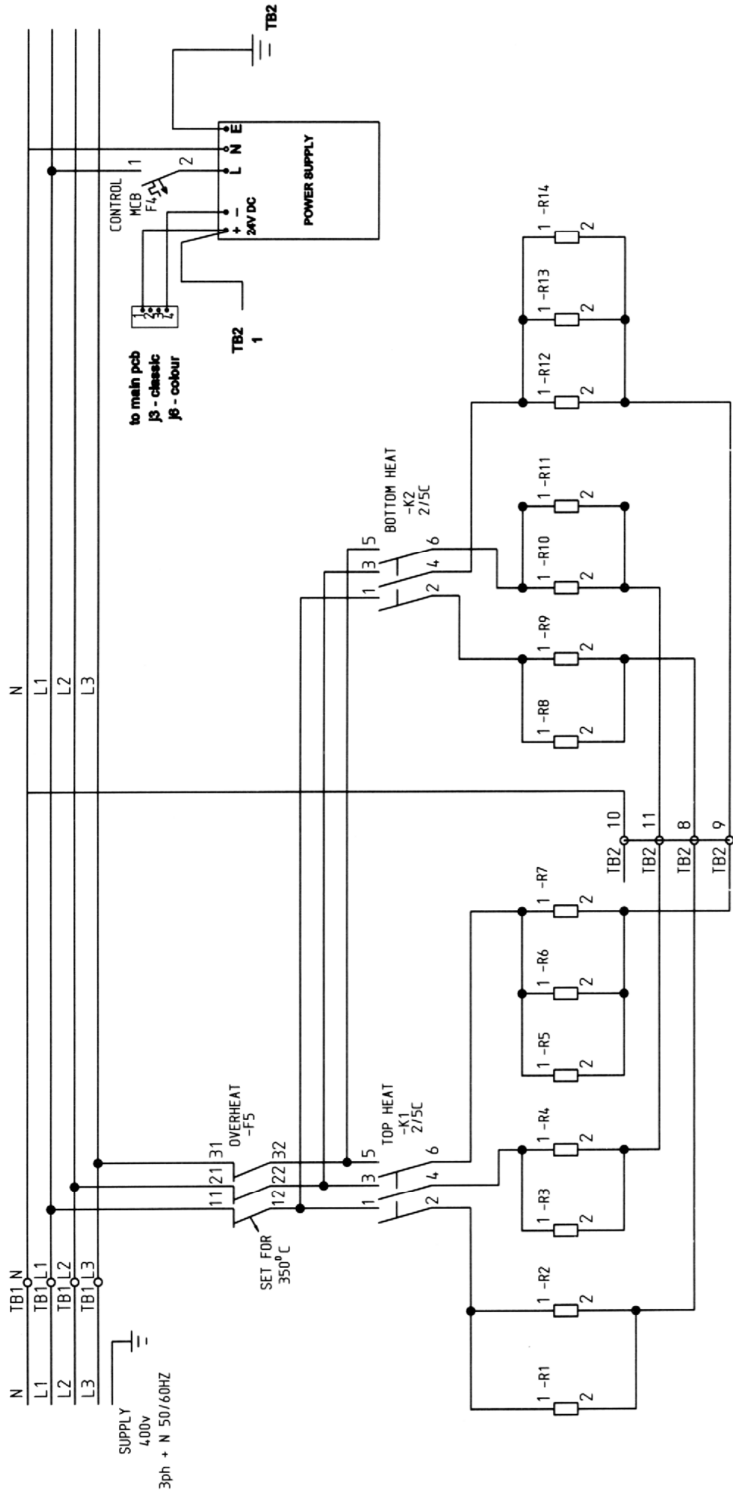 SUPPLY
400v
3ph + N 50/60HZ
N
L1
L2
L3
TB1 N
TB1 L1
TB1 L2
TB1 L3
N
L1
L2
L3
OVERHEAT
-F5
11 21 31
12 22 32
SET FOR
350°C
TOP HEAT
-K1
2/5C
1 3 5
2 4 6
BOTTOM HEAT
-K2
2/5C
1 3 5
2 4 6
CONTROL
MCB
F4
1
2
to main pcb
j3 - classic
j6 - colour
1
2
3
4
TB2
1
+ - L N E
24V DC
POWER SUPPLY
TB2
1 -R1
2
1 -R2
2
1 -R3
2
1 -R4
2
1 -R5
2
1 -R6
2
1 -R7
2
TB2 10
TB2 11
TB2 8
TB2 9
1 -R8
2
1 -R9
2
1 -R10
2
1 -R11
2
1 -R12
2
1 -R13
2
1 -R14
2